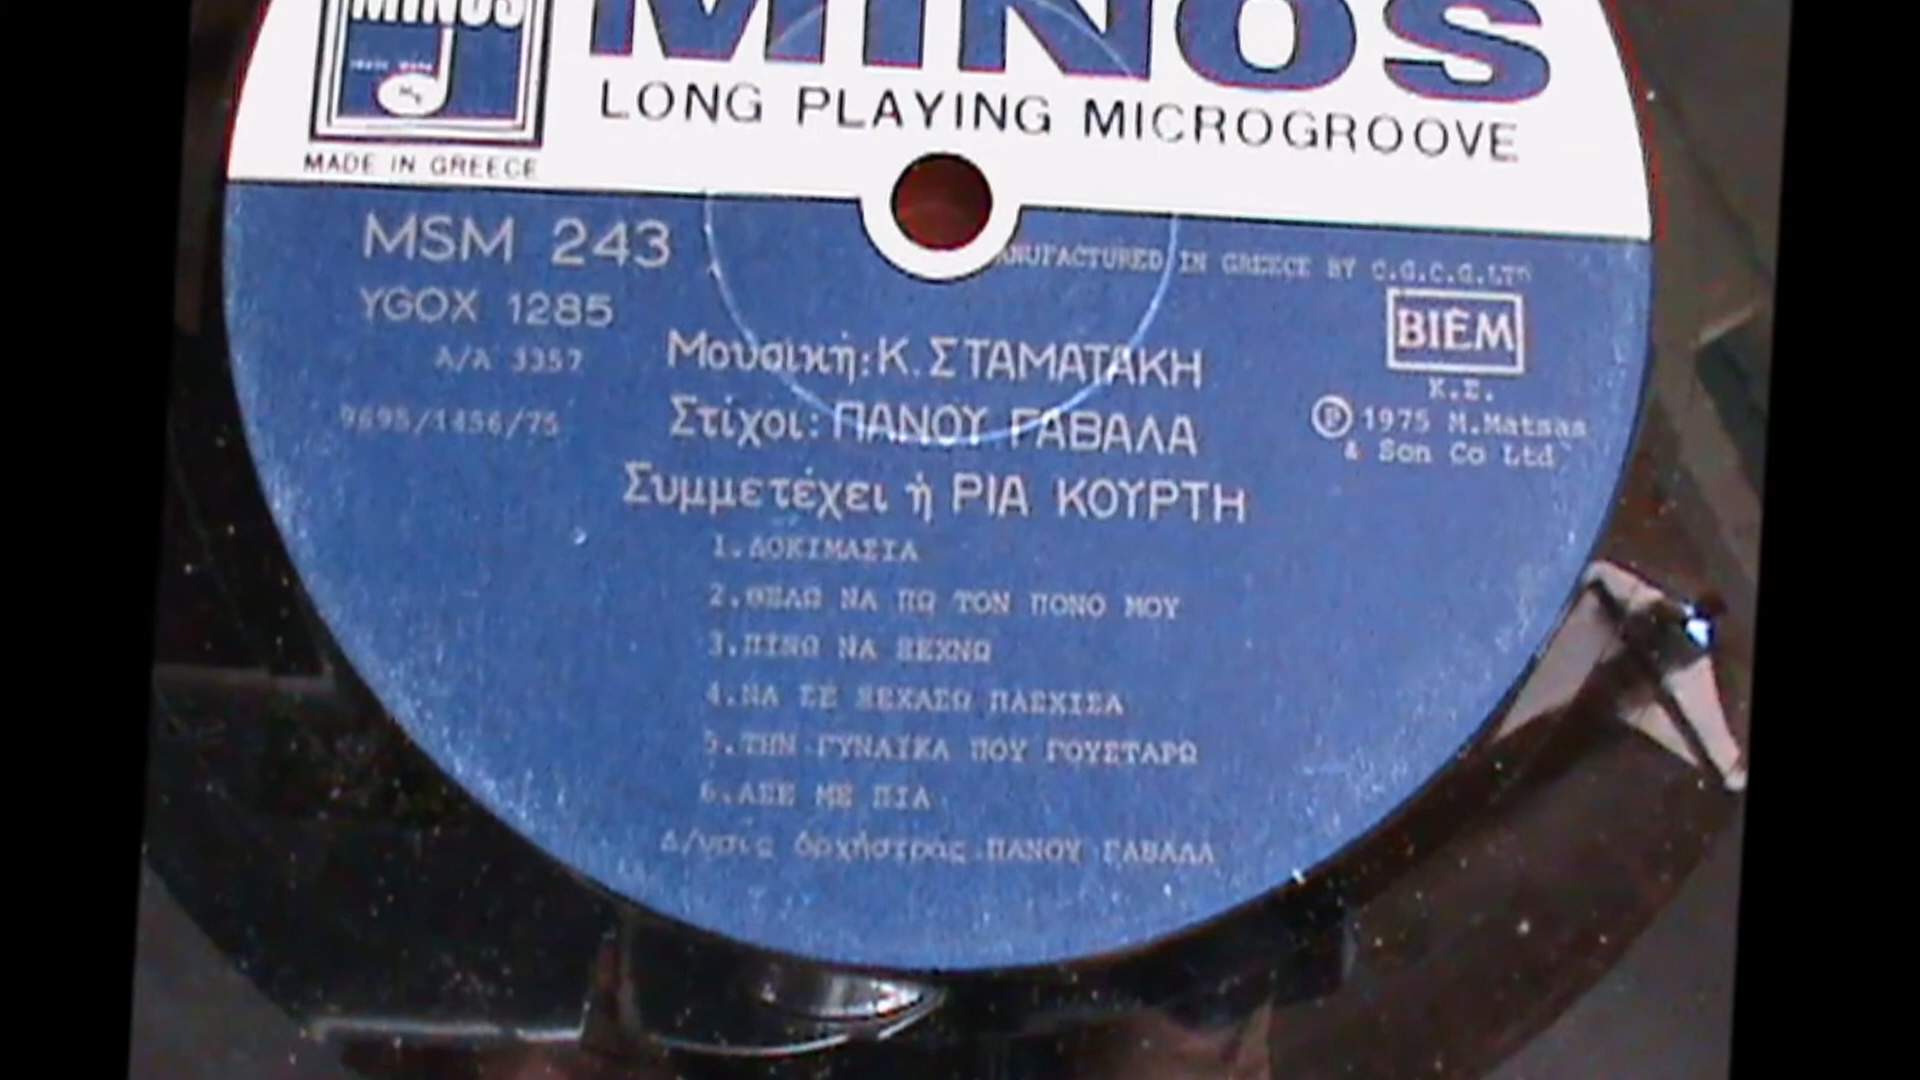 MINOS
MINOS
LONG PLAYING MICROGROOVE
MADE IN GREECE
MSM 243
MANUFACTURED IN GREECE BY C.G.C.G.LTD
YGOX 1285
BIEM
Α/Α 3357
Μουσική: Κ. ΣΤΑΜΑΤΑΚΗ
Κ.Σ.
9695/1456/75
Στίχοι: ΠΑΝΟΥ ΓΑΒΑΛΑ
Ⓟ 1975 M.Matsas
& Son Co Ltd
Συμμετέχει ἡ ΡΙΑ ΚΟΥΡΤΗ
1.ΔΟΚΙΜΑΣΙΑ
2.ΘΕΛΩ ΝΑ ΠΩ ΤΟΝ ΠΟΝΟ ΜΟΥ
3.ΠΙΝΩ ΝΑ ΞΕΧΝΩ
4.ΝΑ ΣΕ ΞΕΧΑΣΩ ΠΑΣΧΙΣΑ
5.ΤΗΝ ΓΥΝΑΙΚΑ ΠΟΥ ΓΟΥΣΤΑΡΩ
6.ΑΣΕ ΜΕ ΠΙΑ
Δ/νσις ὀρχήστρας ΠΑΝΟΥ ΓΑΒΑΛΑ